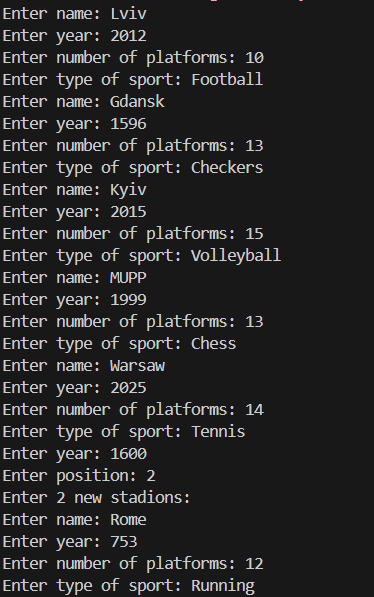 Enter name: Lviv
Enter year: 2012
Enter number of platforms: 10
Enter type of sport: Football
Enter name: Gdansk
Enter year: 1596
Enter number of platforms: 13
Enter type of sport: Checkers
Enter name: Kyiv
Enter year: 2015
Enter number of platforms: 15
Enter type of sport: Volleyball
Enter name: MUPP
Enter year: 1999
Enter number of platforms: 13
Enter type of sport: Chess
Enter name: Warsaw
Enter year: 2025
Enter number of platforms: 14
Enter type of sport: Tennis
Enter year: 1600
Enter position: 2
Enter 2 new stadions:
Enter name: Rome
Enter year: 753
Enter number of platforms: 12
Enter type of sport: Running